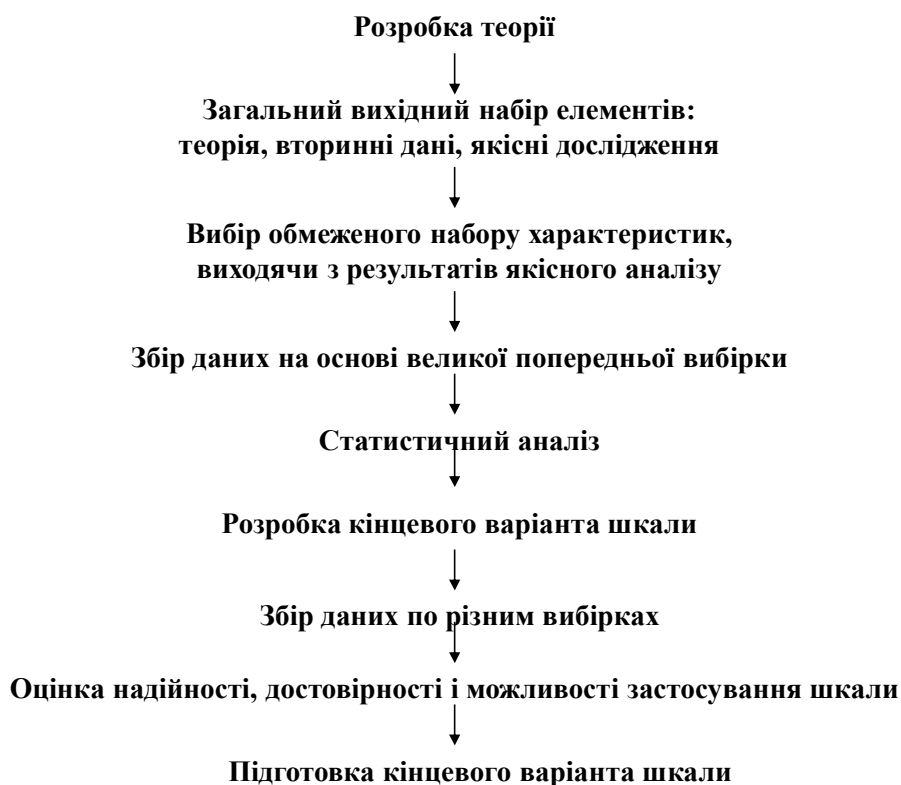 Розробка теорії
Загальний вихідний набір елементів:
теорія, вторинні дані, якісні дослідження
Вибір обмеженого набору характеристик,
виходячи з результатів якісного аналізу
Збір даних на основі великої попередньої вибірки
Статистичний аналіз
Розробка кінцевого варіанта шкали
Збір даних по різним вибірках
Оцінка надійності, достовірності і можливості застосування шкали
Підготовка кінцевого варіанта шкали